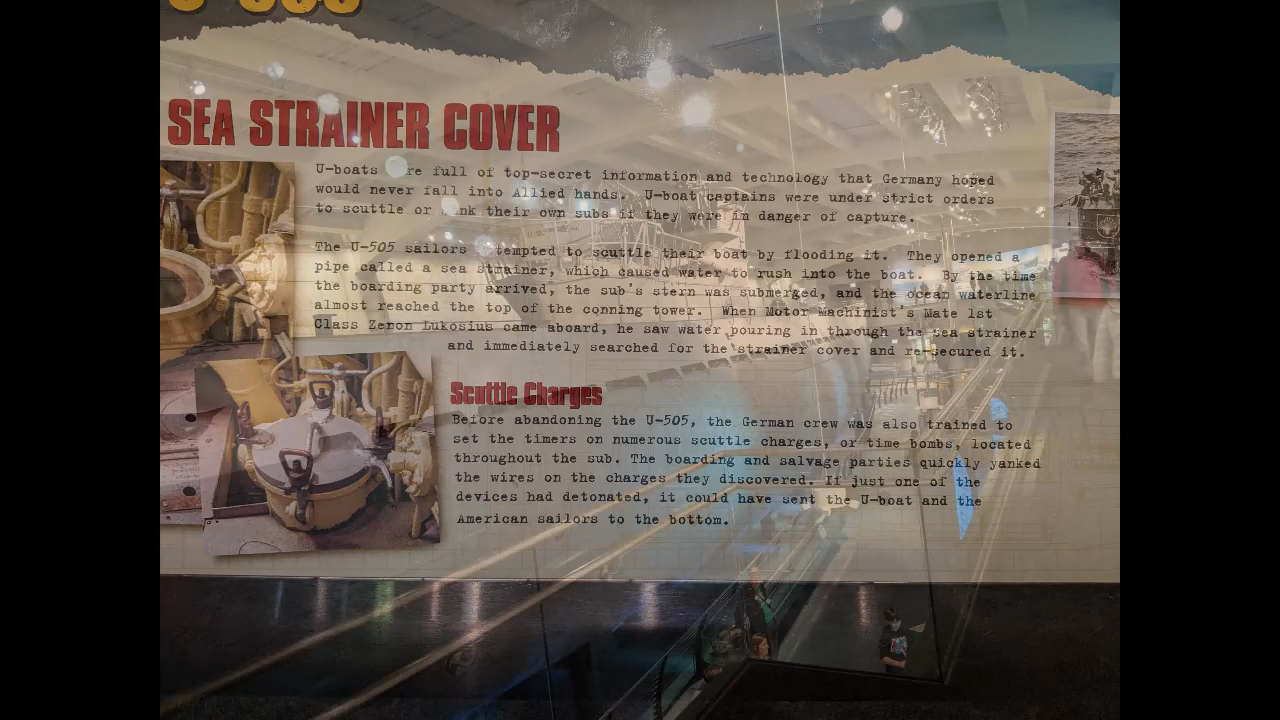 U-505
SEA STRAINER COVER
U-boats re full of top-secret information and technology that Germany hoped
would never fall into Allied hands. U-boat captains were under strict orders
to scuttle or nk their own subs if they were in danger of capture.
The U-505 sailors tempted to scuttle their boat by flooding it. They opened a
pipe called a sea strainer, which caused water to rush into the boat. By the time
the boarding party arrived, the sub's stern was submerged, and the ocean waterline
almost reached the top of the conning tower. When Motor Machinist's Mate 1st
Class Zenon Lukosius came aboard, he saw water pouring in through the sea strainer
and immediately searched for the strainer cover and re-secured it.
Scuttle Charges
Before abandoning the U-505, the German crew was also trained to
set the timers on numerous scuttle charges, or time bombs, located
throughout the sub. The boarding and salvage parties quickly yanked
the wires on the charges they discovered. If just one of the
devices had detonated, it could have sent the U-boat and the
American sailors to the bottom.